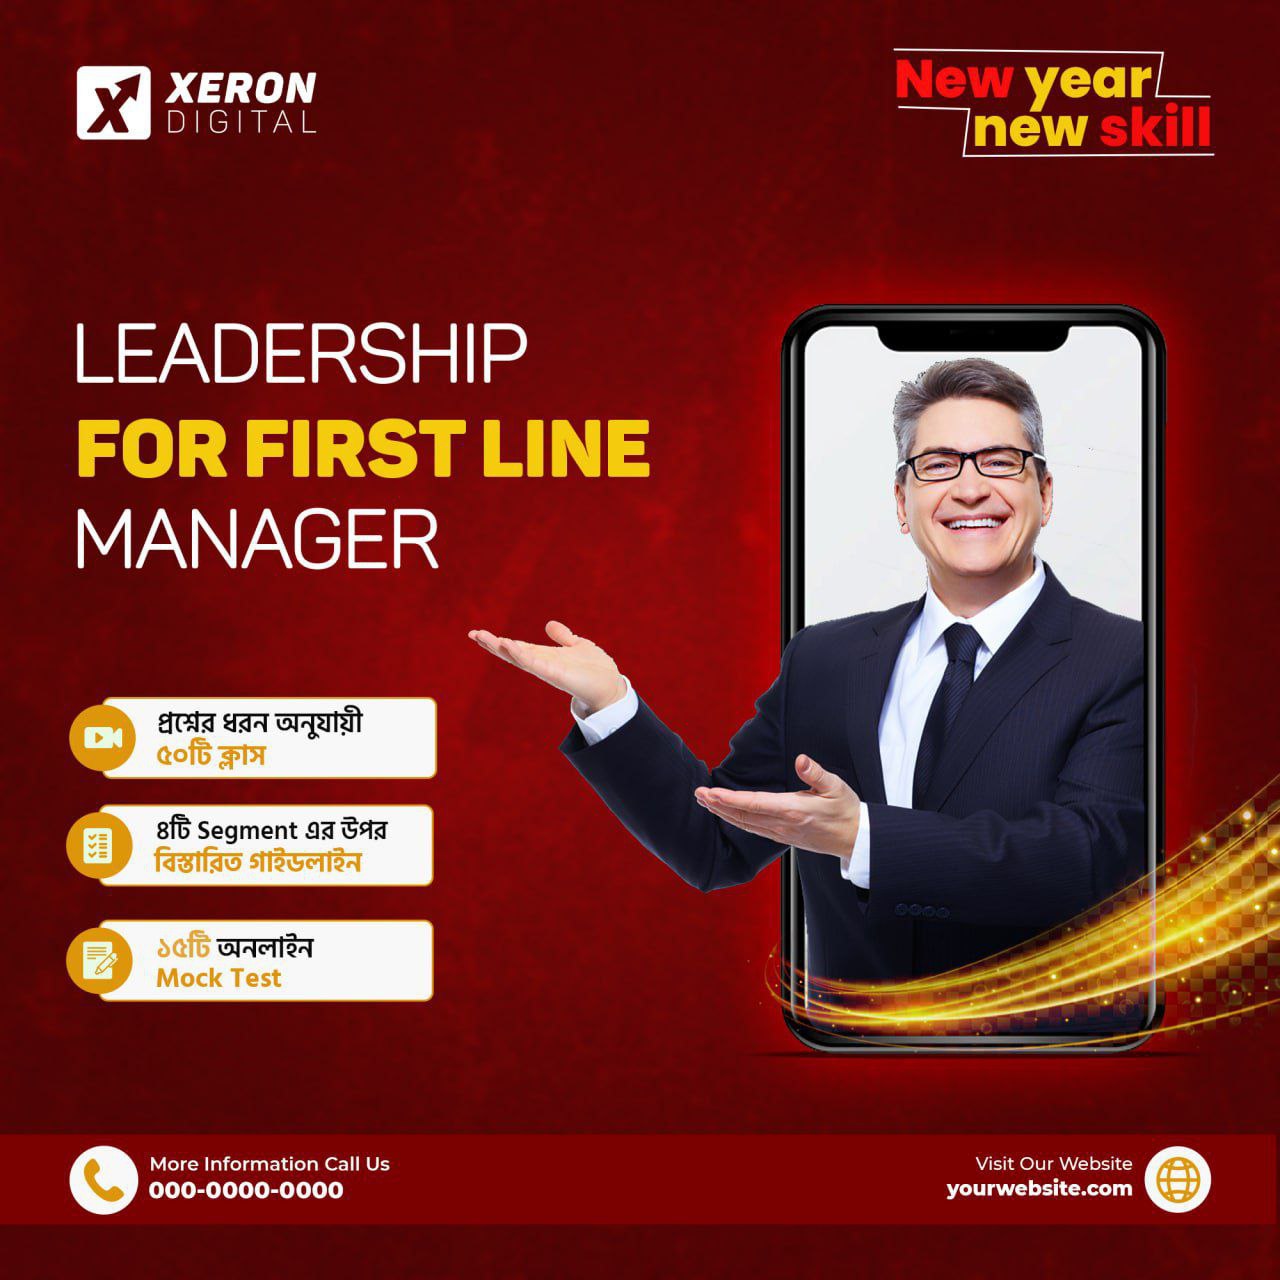 XERON
DIGITAL
New year
new skill
LEADERSHIP
FOR FIRST LINE
MANAGER
প্রশ্নের ধরন অনুযায়ী
৫০টি ক্লাস
৪টি Segment এর উপর
বিস্তারিত গাইডলাইন
১৫টি অনলাইন
Mock Test
More Information Call Us
000-0000-0000
Visit Our Website
yourwebsite.com